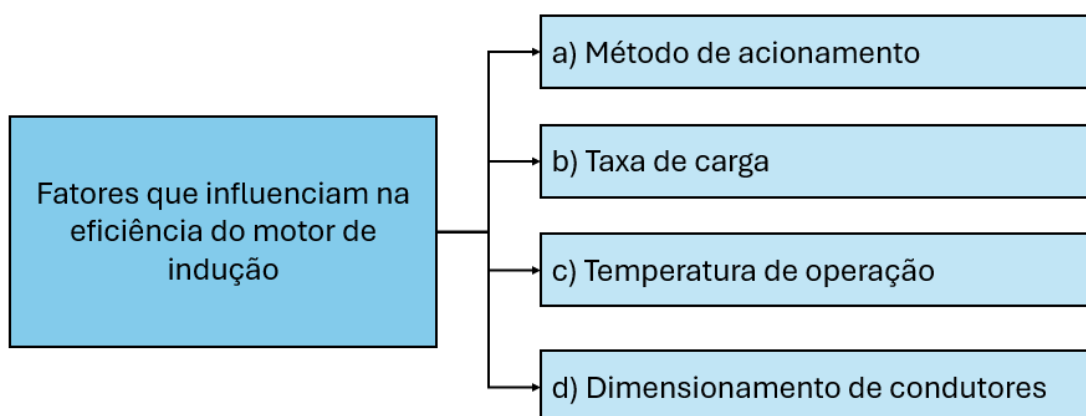 Fatores que influenciam na
eficiência do motor de
indução
a) Método de acionamento
b) Taxa de carga
c) Temperatura de operação
d) Dimensionamento de condutores